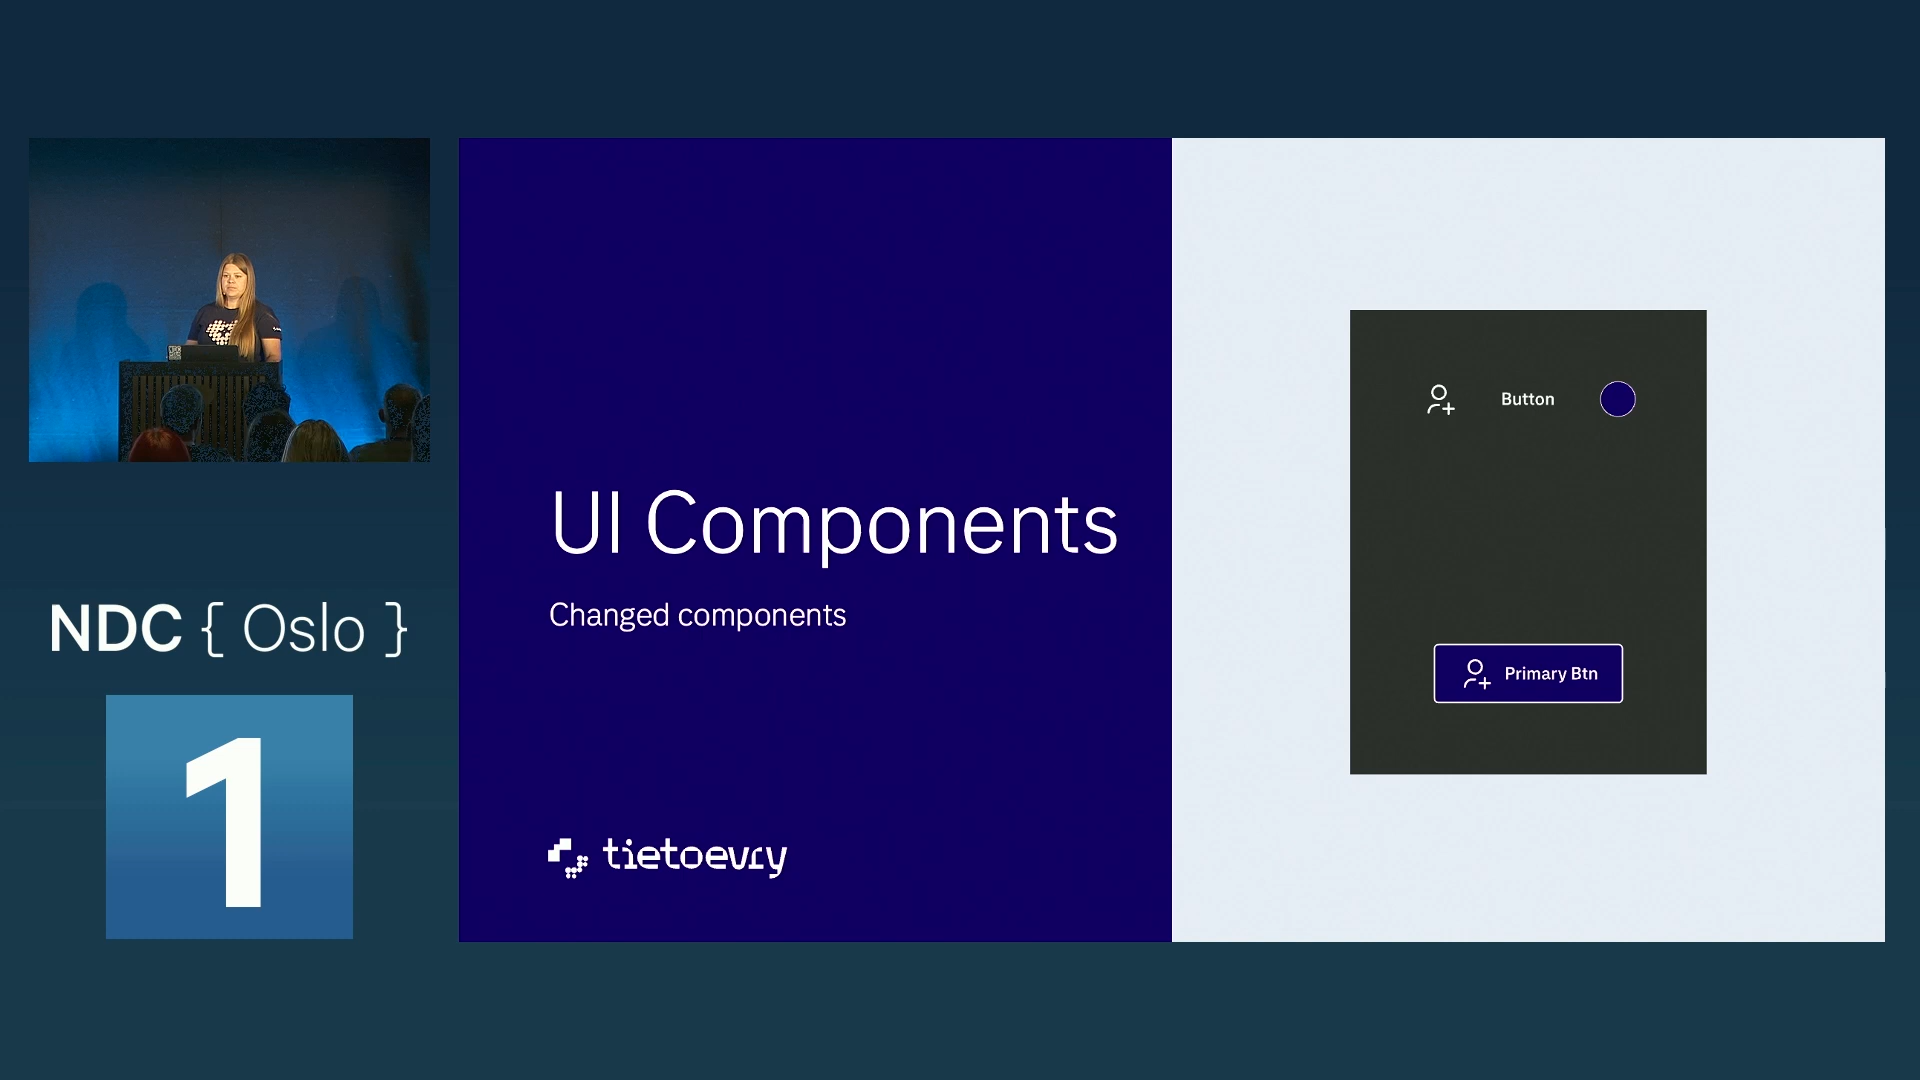 UI Components
Changed components
tietoevry
Button
Primary Btn
NDC { Oslo }
1